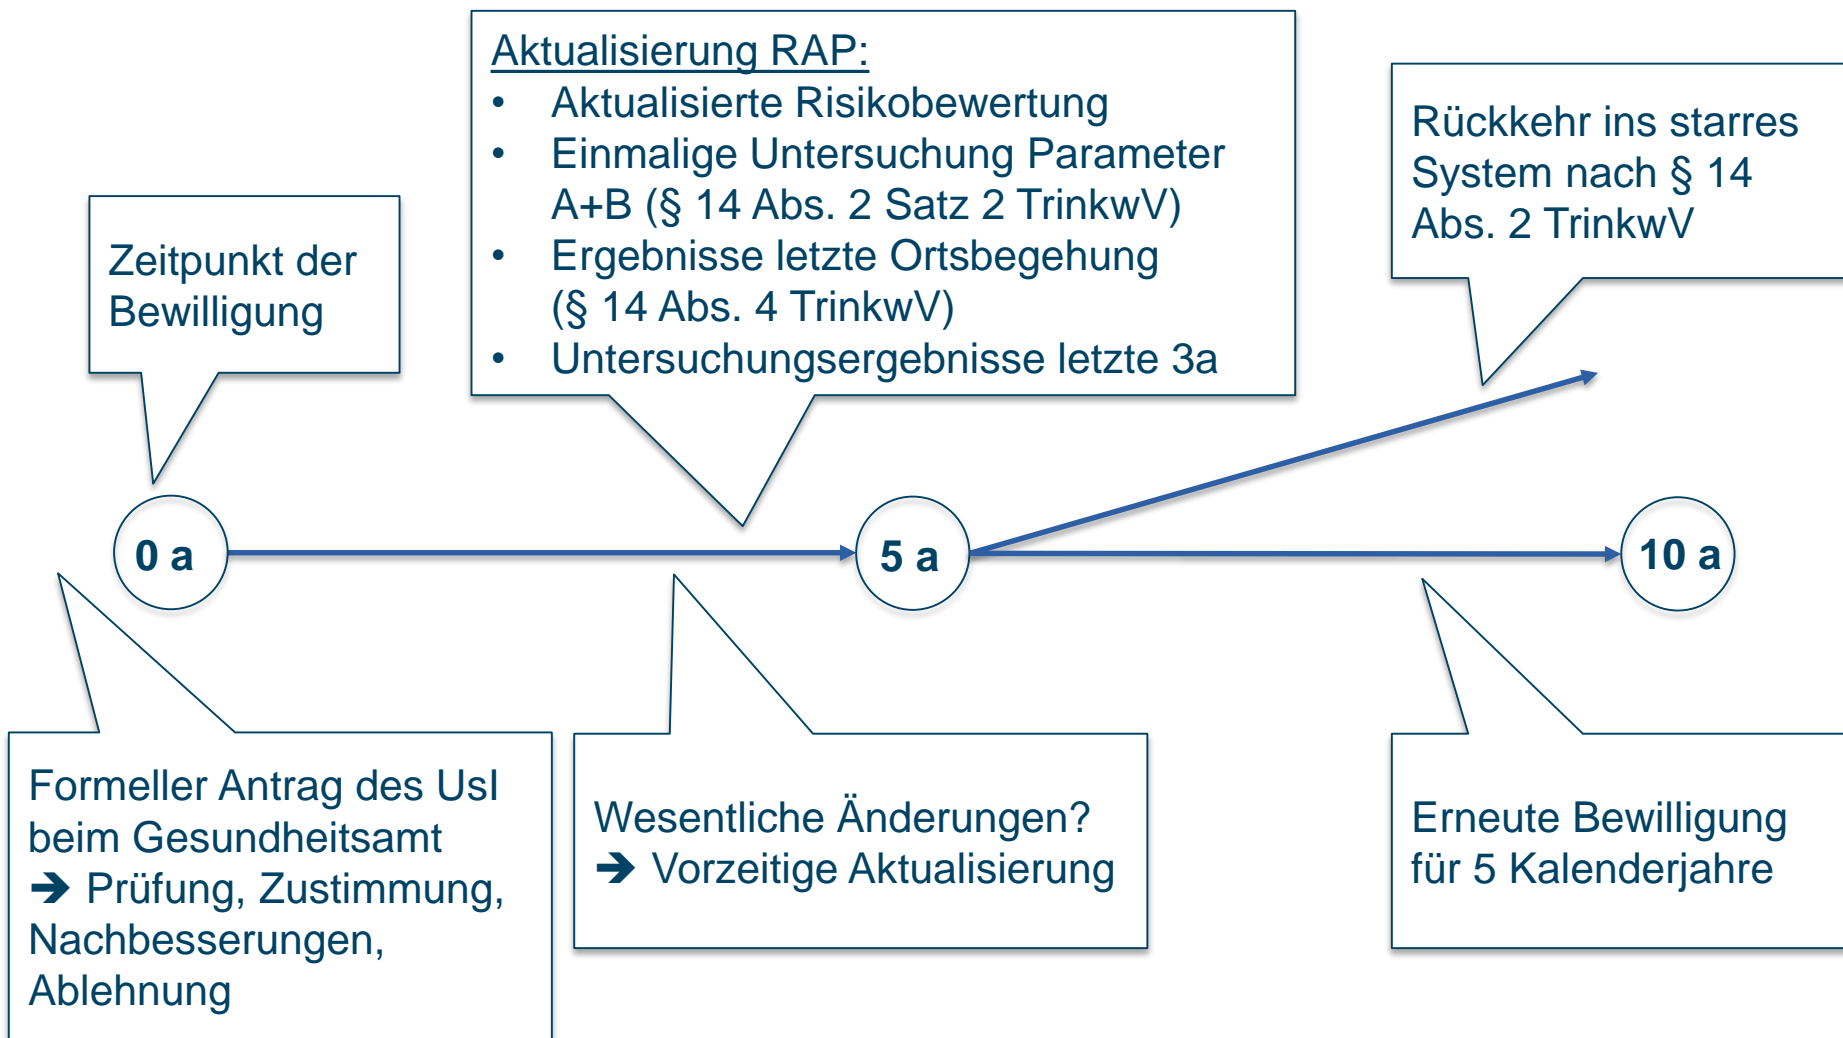 Aktualisierung RAP:
• Aktualisierte Risikobewertung
• Einmalige Untersuchung Parameter
A+B (§ 14 Abs. 2 Satz 2 TrinkwV)
• Ergebnisse letzte Ortsbegehung
(§ 14 Abs. 4 TrinkwV)
• Untersuchungsergebnisse letzte 3a
Rückkehr ins starres
System nach § 14
Abs. 2 TrinkwV
Zeitpunkt der
Bewilligung
0 a
5 a
10 a
Formeller Antrag des UsI
beim Gesundheitsamt
➔ Prüfung, Zustimmung,
Nachbesserungen,
Ablehnung
Wesentliche Änderungen?
➔ Vorzeitige Aktualisierung
Erneute Bewilligung
für 5 Kalenderjahre